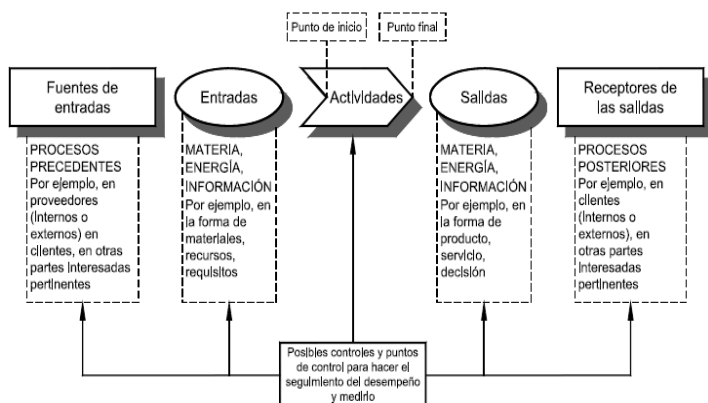 Punto de inicio
Punto final
Fuentes de
entradas
Entradas
Actividades
Salidas
Receptores de
las salidas
PROCESOS
PRECEDENTES
Por ejemplo, en
proveedores
(internos o
externos) en
clientes, en otras
partes interesadas
pertinentes
MATERIA,
ENERGÍA,
INFORMACIÓN
Por ejemplo, en
la forma de
materiales,
recursos,
requisitos
MATERIA,
ENERGÍA,
INFORMACIÓN
Por ejemplo, en
la forma de
producto,
servicio,
decisión
PROCESOS
POSTERIORES
Por ejemplo, en
clientes
(internos o
externos), en
otras partes
interesadas
pertinentes
Posibles controles y puntos
de control para hacer el
seguimiento del desempeño
y medirlo